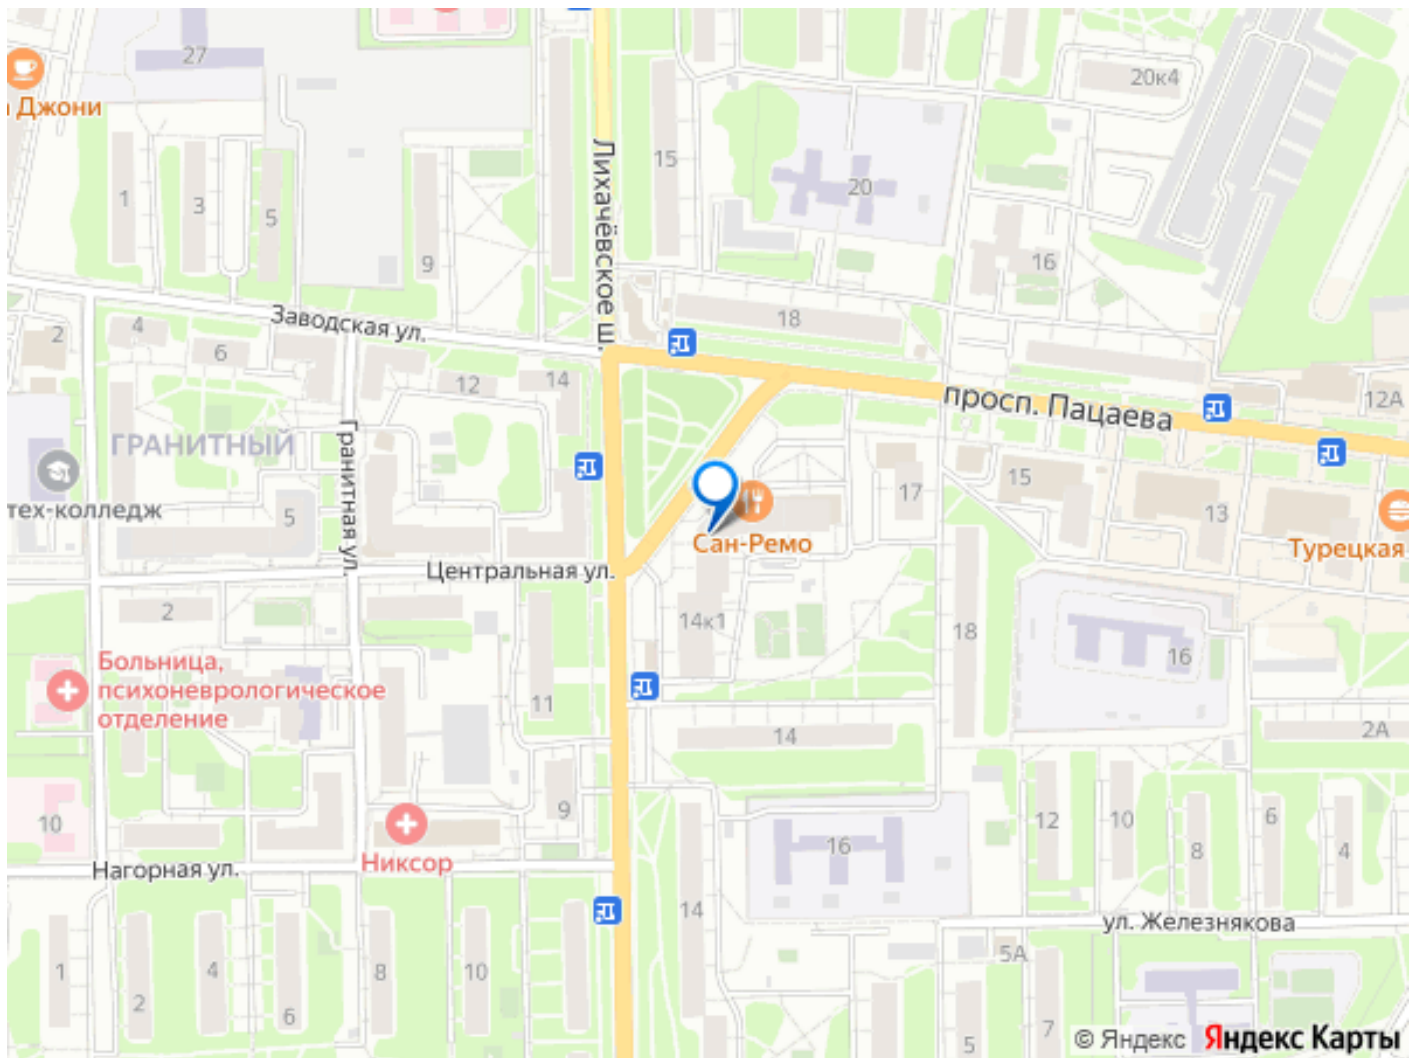 27
20к4
а Джони
Лихачёвское ш.
15
20
1
3
5
9
16
Заводская ул.
18
2
4
6
12
14
12А
просп. Пацаева
ГРАНИТНЫЙ
Гранитная ул.
15
17
13
тех-колледж
5
Сан-Ремо
Турецкая
Центральная ул.
2
14к1
18
16
Больница,
психоневрологическое
отделение
11
14
2А
10
9
12
10
6
16
8
4
Никсор
Нагорная ул.
14
ул. Железнякова
5А
1
2
4
6
8
10
7
5
© Яндекс Яндекс Карты